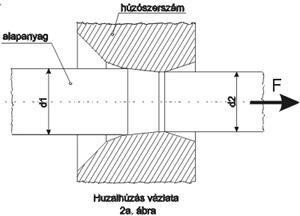 húzószerszám
alapanyag
d1
d2
F
Huzalhúzás vázlata
2a. ábra